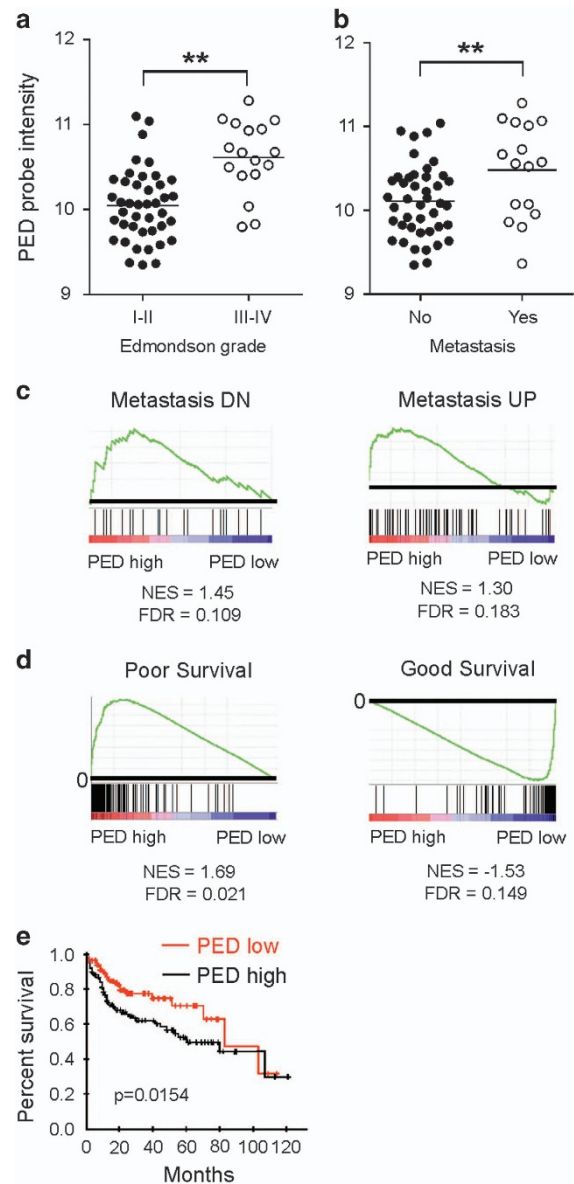 a
12
11
10
9
PED probe intensity
**
I-II
III-IV
Edmondson grade
b
12
11
10
9
**
No
Yes
Metastasis
c
Metastasis DN
PED high
PED low
NES = 1.45
FDR = 0.109
Metastasis UP
PED high
PED low
NES = 1.30
FDR = 0.183
d
Poor Survival
0
PED high
PED low
NES = 1.69
FDR = 0.021
Good Survival
0
PED high
PED low
NES = -1.53
FDR = 0.149
e
Percent survival
1.0
0.8
0.6
0.4
0.2
0.0
PED low
PED high
p=0.0154
0 20 40 60 80 100 120
Months